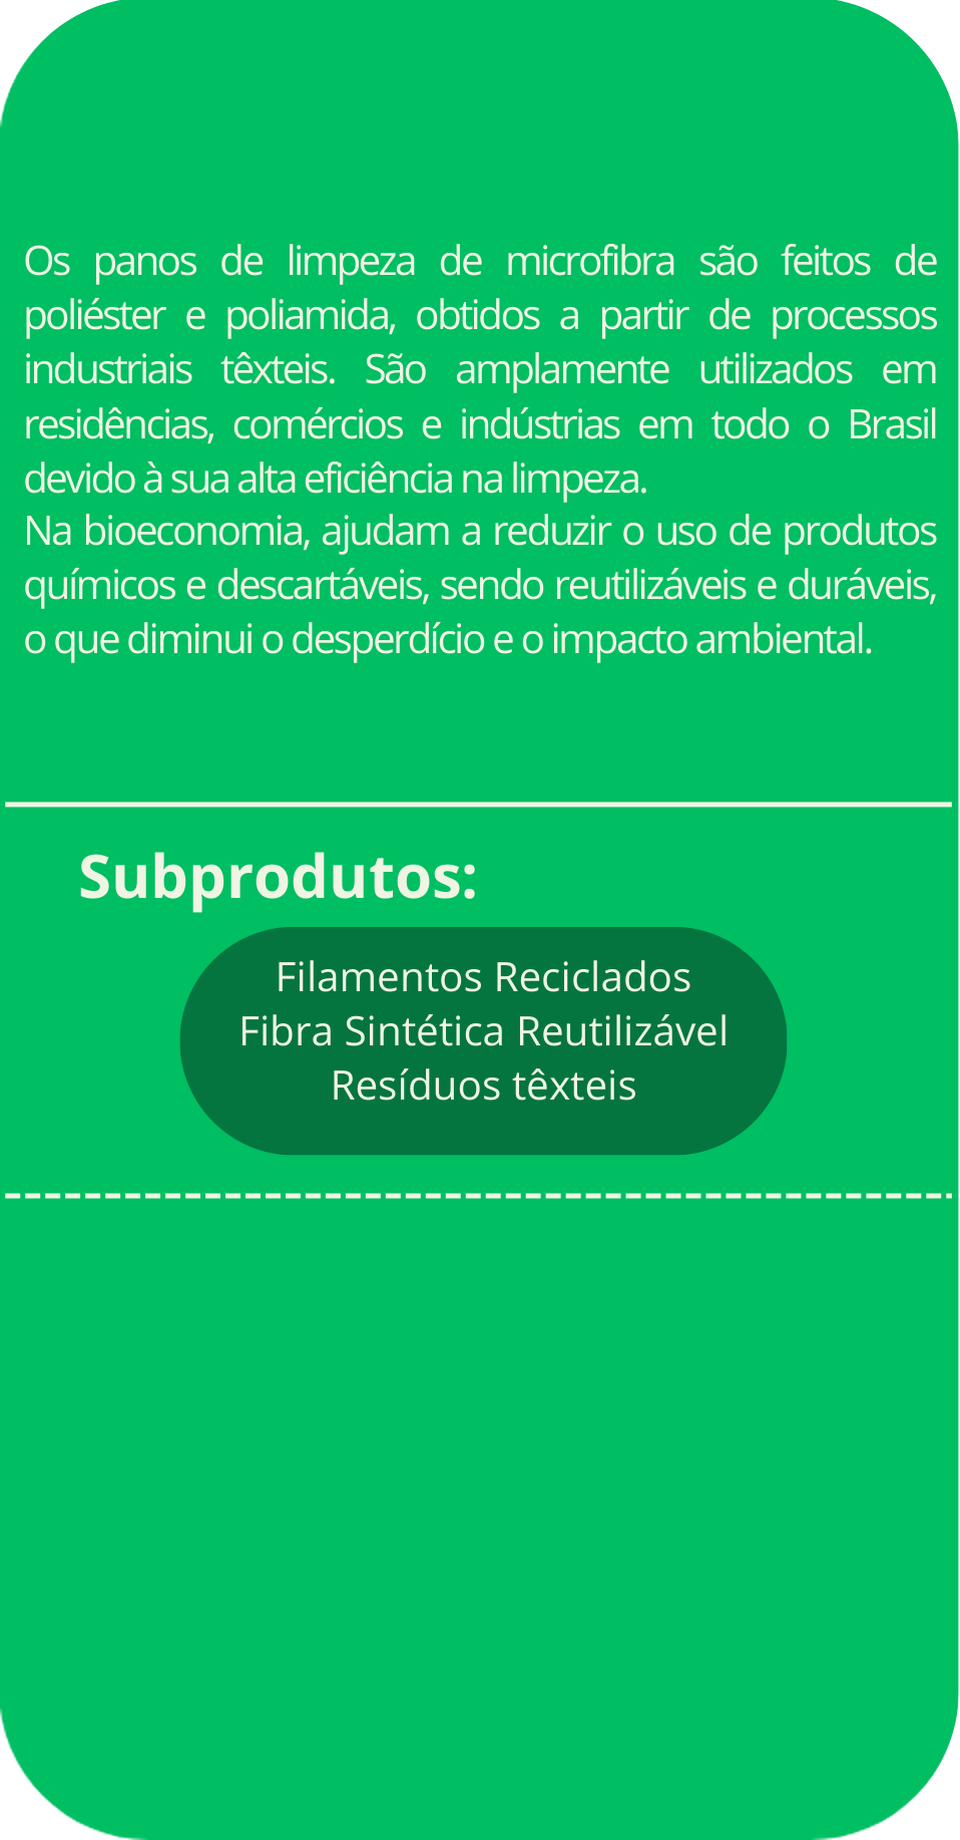 Os panos de limpeza de microfibra são feitos de
poliéster e poliamida, obtidos a partir de processos
industriais têxteis. São amplamente utilizados em
residências, comércios e indústrias em todo o Brasil
devido à sua alta eficiência na limpeza.
Na bioeconomia, ajudam a reduzir o uso de produtos
químicos e descartáveis, sendo reutilizáveis e duráveis,
o que diminui o desperdício e o impacto ambiental.
Subprodutos:
Filamentos Reciclados
Fibra Sintética Reutilizável
Resíduos têxteis